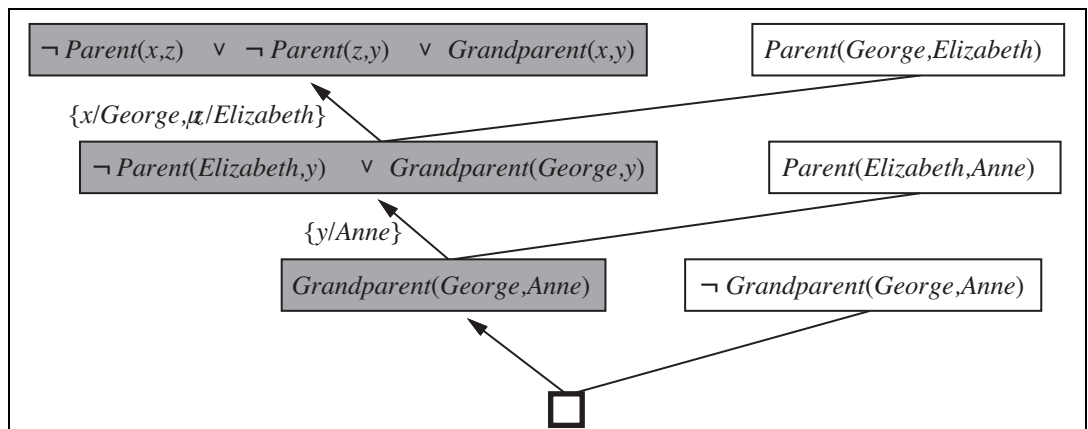 ¬ Parent(x,z) ∨ ¬ Parent(z,y) ∨ Grandparent(x,y)
Parent(George,Elizabeth)
{x/George, z/Elizabeth}
¬ Parent(Elizabeth,y) ∨ Grandparent(George,y)
Parent(Elizabeth,Anne)
{y/Anne}
Grandparent(George,Anne)
¬ Grandparent(George,Anne)